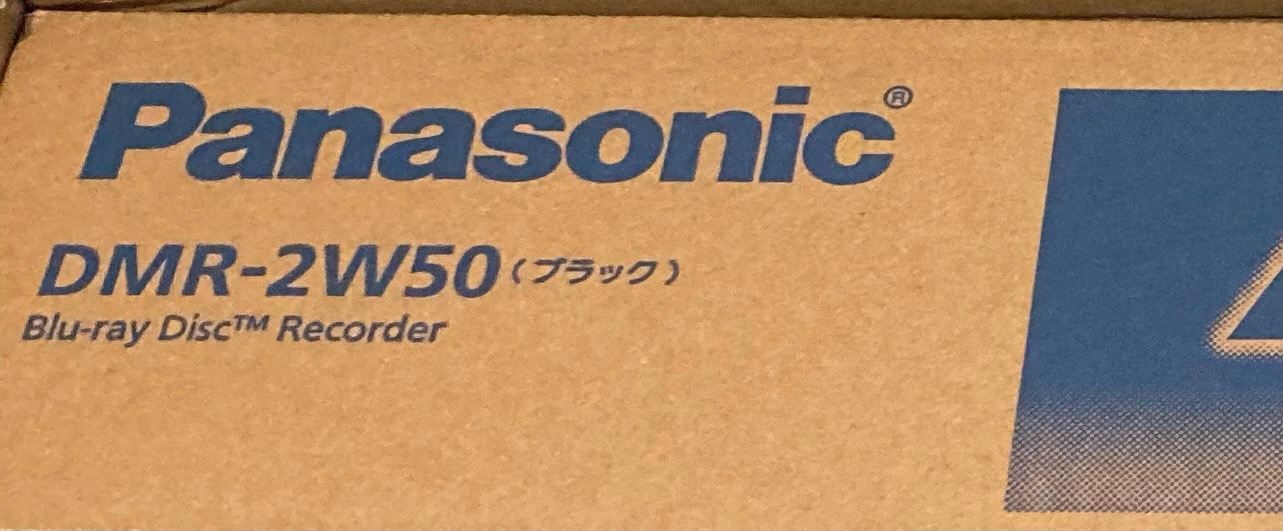 Panasonic®
DMR-2W50（ブラック）
Blu-ray Disc™ Recorder